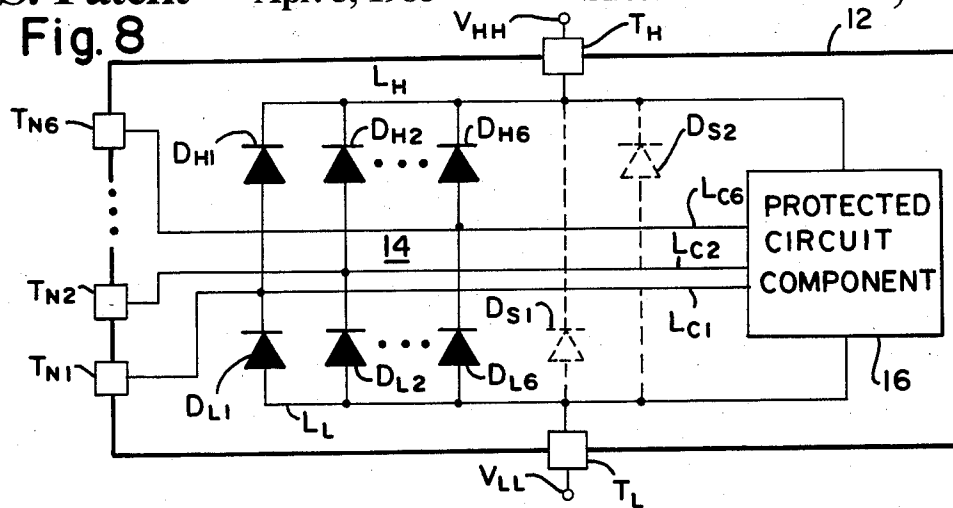 S. Patent
Fig. 8
VHH
TH
12
LH
TN6
DH1
DH2
DH6
DS2
LC6
PROTECTED
CIRCUIT
COMPONENT
14
LC2
TN2
LC1
DS1
TN1
DL1
DL2
DL6
16
LL
VLL
TL